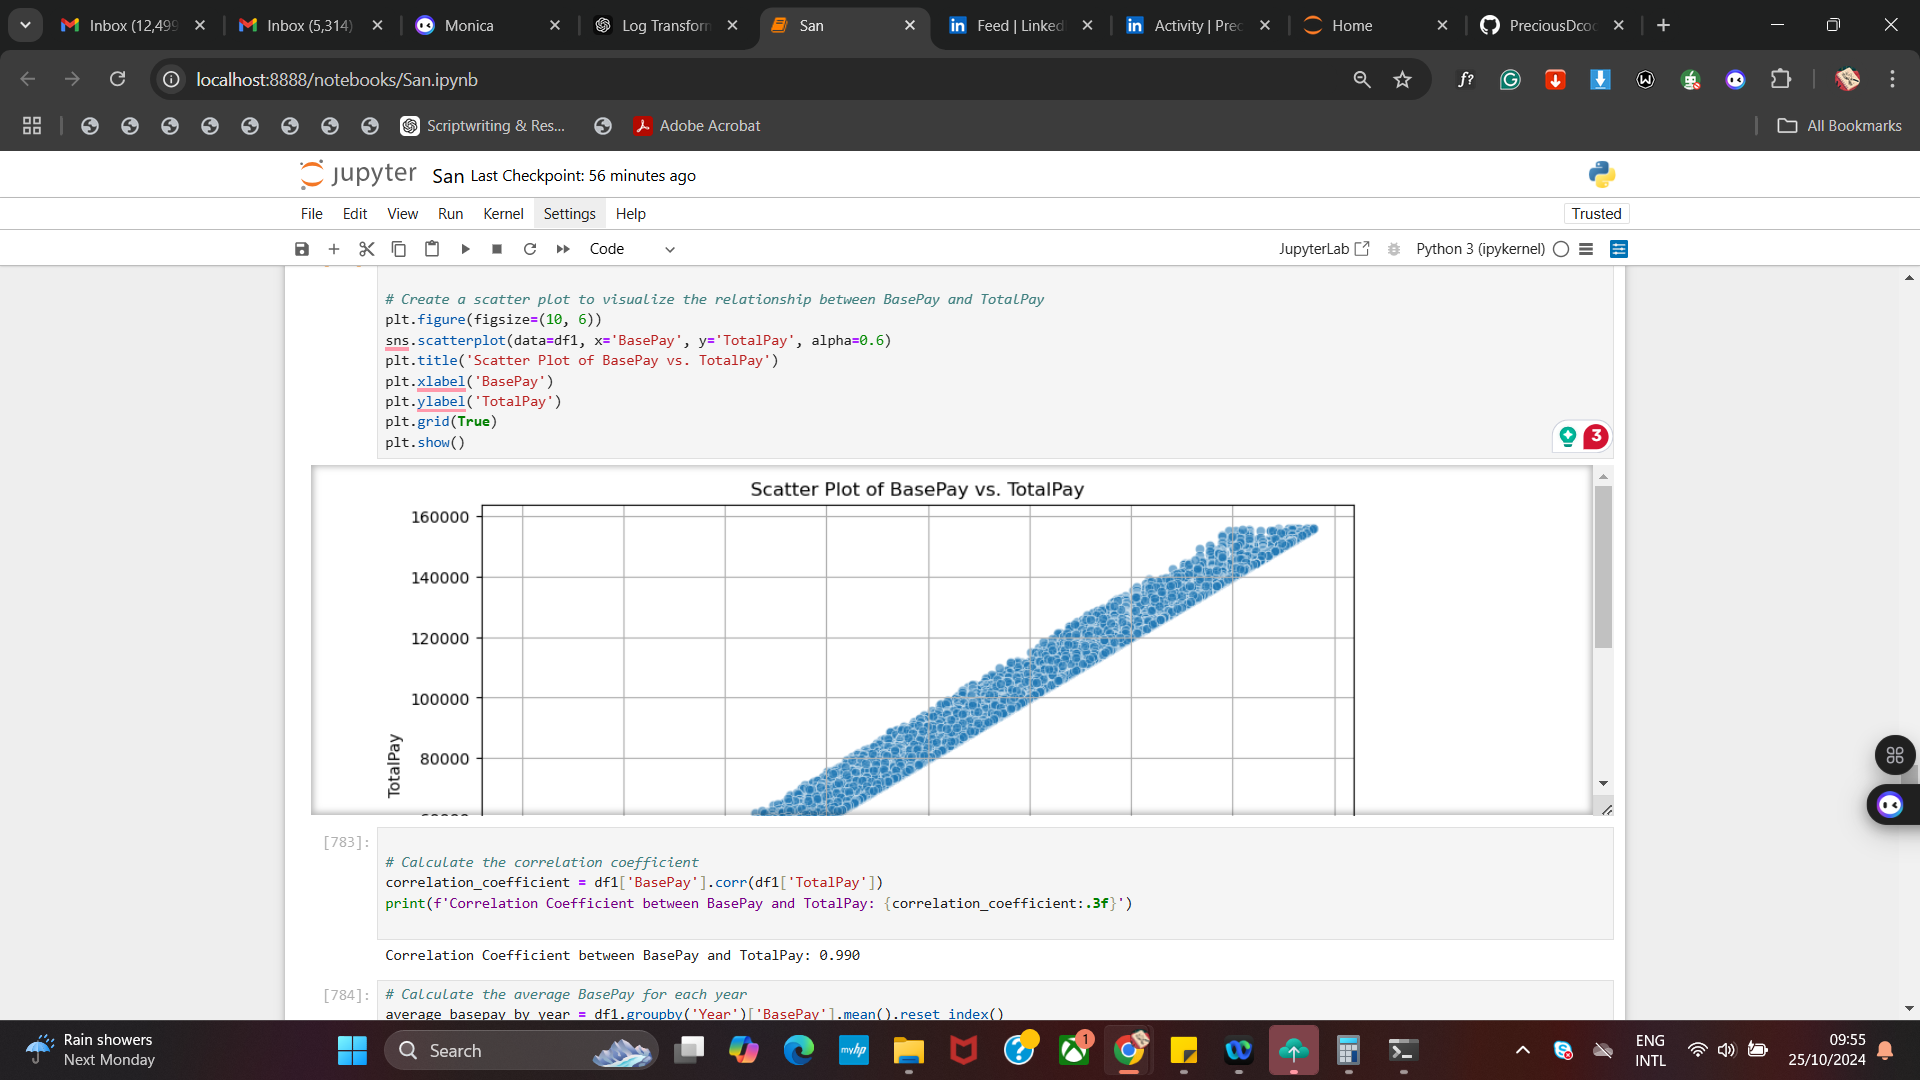 Inbox (12,499
Inbox (5,314)
Monica
Log Transform
San
Feed | Linked
Activity | Prec
Home
PreciousDcod
localhost:8888/notebooks/San.ipynb
Scriptwriting & Res...
Adobe Acrobat
All Bookmarks
jupyter San Last Checkpoint: 56 minutes ago
File Edit View Run Kernel Settings Help
Trusted
Code
JupyterLab
Python 3 (ipykernel)
# Create a scatter plot to visualize the relationship between BasePay and TotalPay
plt.figure(figsize=(10, 6))
sns.scatterplot(data=df1, x='BasePay', y='TotalPay', alpha=0.6)
plt.title('Scatter Plot of BasePay vs. TotalPay')
plt.xlabel('BasePay')
plt.ylabel('TotalPay')
plt.grid(True)
plt.show()
3
Scatter Plot of BasePay vs. TotalPay
160000
140000
120000
100000
80000
TotalPay
[783]:
# Calculate the correlation coefficient
correlation_coefficient = df1['BasePay'].corr(df1['TotalPay'])
print(f'Correlation Coefficient between BasePay and TotalPay: {correlation_coefficient:.3f}')
Correlation Coefficient between BasePay and TotalPay: 0.990
[784]:
# Calculate the average BasePay for each year
average_basepay_by_year = df1.groupby('Year')['BasePay'].mean().reset_index()
Rain showers
Next Monday
Search
myhp
1
ENG
INTL
09:55
25/10/2024